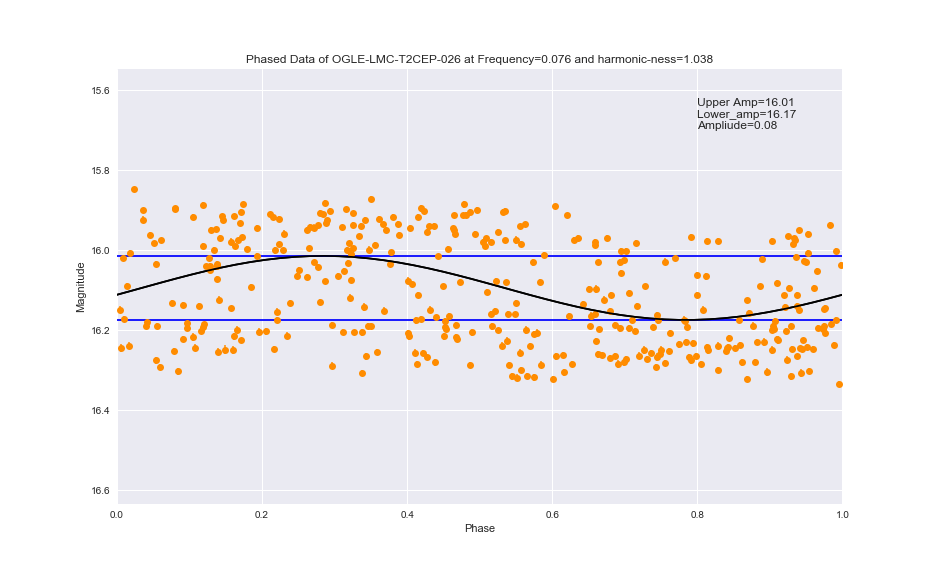 Phased Data of OGLE-LMC-T2CEP-026 at Frequency=0.076 and harmonic-ness=1.038
Upper Amp=16.01
Lower_amp=16.17
Ampliude=0.08
Magnitude
15.6
15.8
16.0
16.2
16.4
16.6
0.0 0.2 0.4 0.6 0.8 1.0
Phase